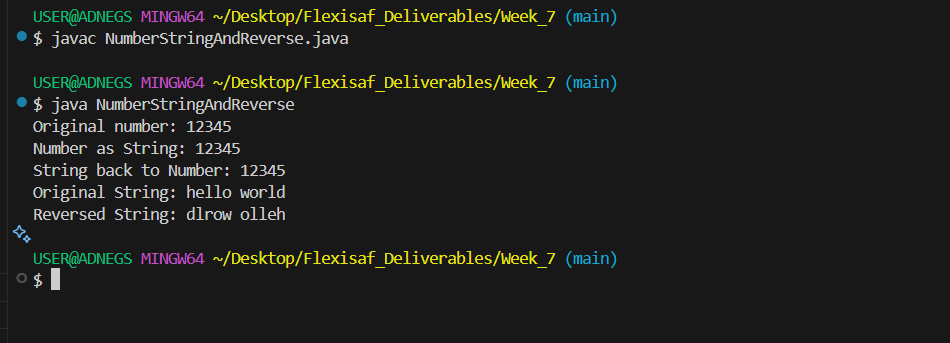 USER@ADNEGS MINGW64 ~/Desktop/Flexisaf_Deliverables/Week_7 (main)
$ javac NumberStringAndReverse.java
USER@ADNEGS MINGW64 ~/Desktop/Flexisaf_Deliverables/Week_7 (main)
$ java NumberStringAndReverse
Original number: 12345
Number as String: 12345
String back to Number: 12345
Original String: hello world
Reversed String: dlrow olleh
USER@ADNEGS MINGW64 ~/Desktop/Flexisaf_Deliverables/Week_7 (main)
$